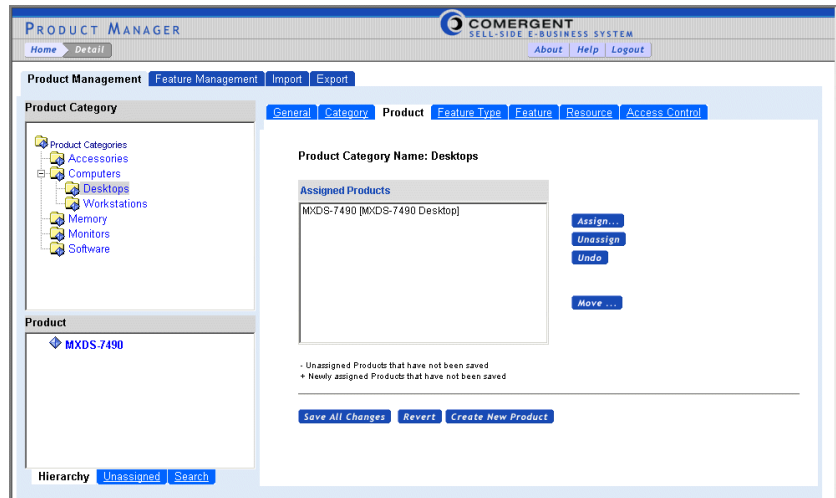 PRODUCT MANAGER
COMERGENT
SELL-SIDE E-BUSINESS SYSTEM
Home Detail
About Help Logout
Product Management Feature Management Import Export
Product Category
General Category Product Feature Type Feature Resource Access Control
Product Categories
Accessories
Computers
Desktops
Workstations
Memory
Monitors
Software
Product Category Name: Desktops
Assigned Products
MXDS-7490 [MXDS-7490 Desktop]
Assign...
Unassign
Undo
Move ...
Product
MXDS-7490
- Unassigned Products that have not been saved
+ Newly assigned Products that have not been saved
Save All Changes Revert Create New Product
Hierarchy Unassigned Search